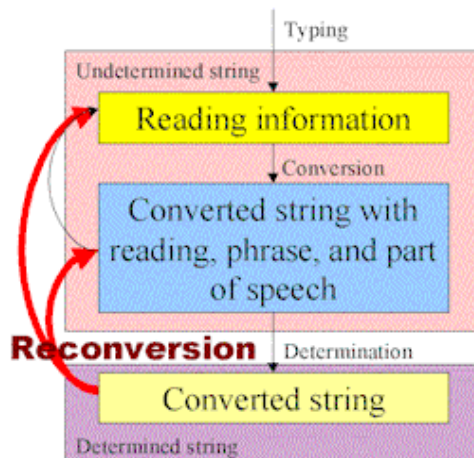 Typing
Undetermined string
Reading information
Conversion
Converted string with
reading, phrase, and part
of speech
Reconversion
Determination
Converted string
Determined string